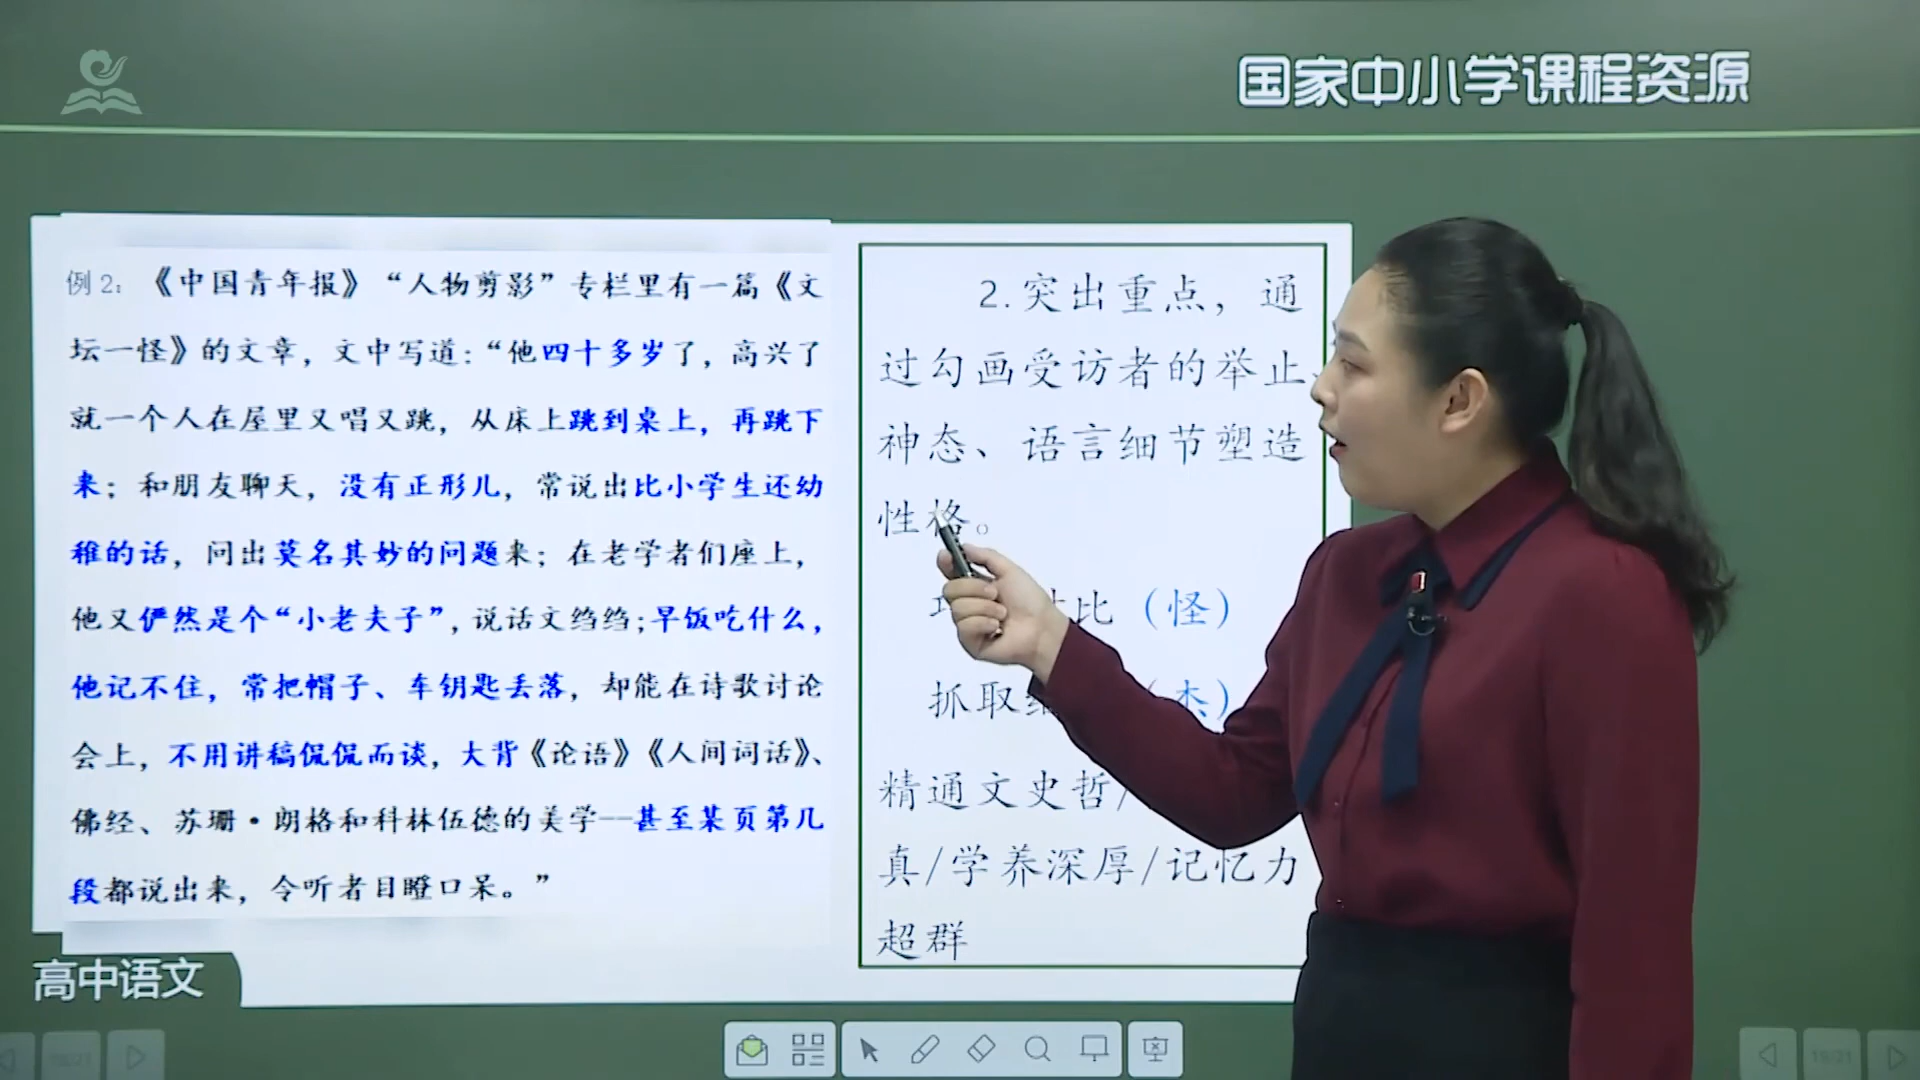 国家中小学课程资源
例2：《中国青年报》“人物剪影”专栏里有一篇《文
坛一怪》的文章，文中写道：“他四十多岁了，高兴了
就一个人在屋里又唱又跳，从床上跳到桌上，再跳下
来；和朋友聊天，没有正形儿，常说出比小学生还幼
稚的话，问出莫名其妙的问题来；在老学者们座上，
他又俨然是个“小老夫子”，说话文绉绉；早饭吃什么，
他记不住，常把帽子、车钥匙丢落，却能在诗歌讨论
会上，不用讲稿侃侃而谈，大背《论语》《人间词话》、
佛经、苏珊·朗格和科林伍德的美学——甚至某页第几
段都说出来，令听者目瞪口呆。”
2.突出重点，通
过勾画受访者的举止、
神态、语言细节塑造
性格。
对比（怪）
抓取细（杰）
精通文史哲/
真/学养深厚/记忆力
超群
高中语文